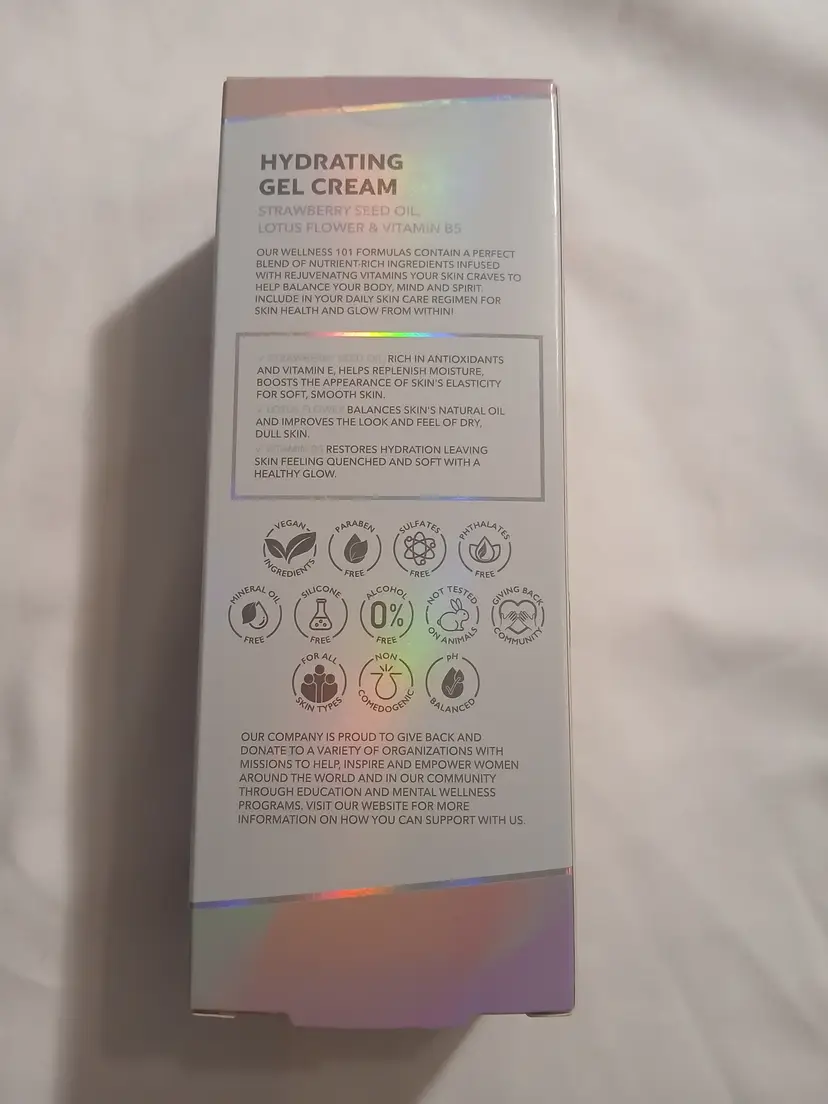 HYDRATING
GEL CREAM
STRAWBERRY SEED OIL,
LOTUS FLOWER & VITAMIN B5
OUR WELLNESS 101 FORMULAS CONTAIN A PERFECT
BLEND OF NUTRIENT-RICH INGREDIENTS INFUSED
WITH REJUVENATNG VITAMINS YOUR SKIN CRAVES TO
HELP BALANCE YOUR BODY, MIND AND SPIRIT.
INCLUDE IN YOUR DAILY SKIN CARE REGIMEN FOR
SKIN HEALTH AND GLOW FROM WITHIN!
✓ STRAWBERRY SEED OIL: RICH IN ANTIOXIDANTS
AND VITAMIN E, HELPS REPLENISH MOISTURE,
BOOSTS THE APPEARANCE OF SKIN'S ELASTICITY
FOR SOFT, SMOOTH SKIN.
✓ LOTUS FLOWER: BALANCES SKIN'S NATURAL OIL
AND IMPROVES THE LOOK AND FEEL OF DRY,
DULL SKIN.
✓ VITAMIN B5: RESTORES HYDRATION LEAVING
SKIN FEELING QUENCHED AND SOFT WITH A
HEALTHY GLOW.
VEGAN INGREDIENTS
PARABEN FREE
SULFATES FREE
PHTHALATES FREE
MINERAL OIL FREE
SILICONE FREE
ALCOHOL 0% FREE
NOT TESTED ON ANIMALS
GIVING BACK COMMUNITY
FOR ALL SKIN TYPES
NON COMEDOGENIC
pH BALANCED
OUR COMPANY IS PROUD TO GIVE BACK AND
DONATE TO A VARIETY OF ORGANIZATIONS WITH
MISSIONS TO HELP, INSPIRE AND EMPOWER WOMEN
AROUND THE WORLD AND IN OUR COMMUNITY
THROUGH EDUCATION AND MENTAL WELLNESS
PROGRAMS. VISIT OUR WEBSITE FOR MORE
INFORMATION ON HOW YOU CAN SUPPORT WITH US.